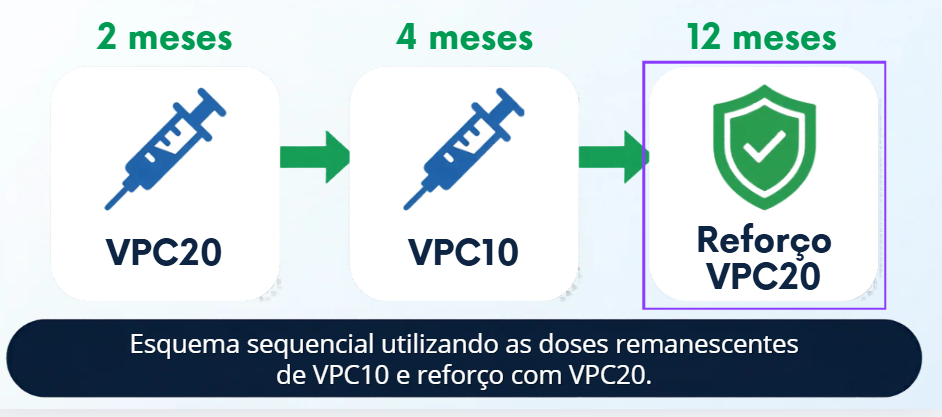 2 meses
4 meses
12 meses
VPC20
VPC10
Reforço
VPC20
Esquema sequencial utilizando as doses remanescentes
de VPC10 e reforço com VPC20.